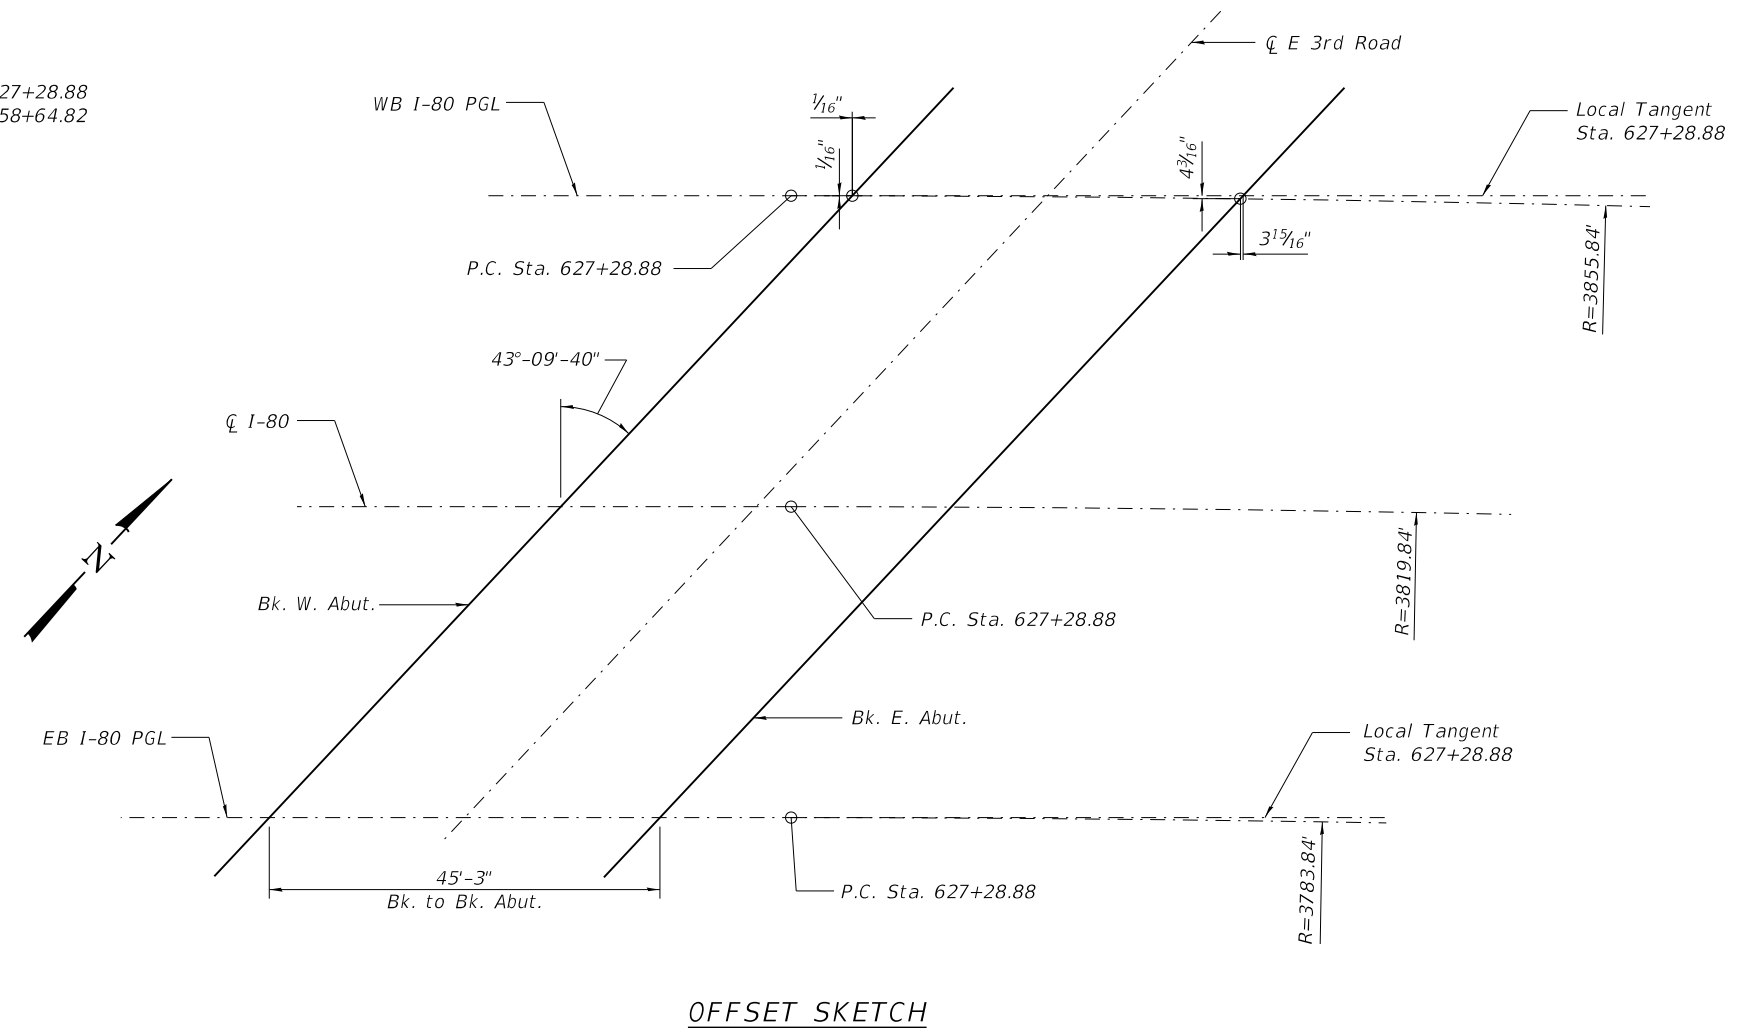 ℄ E 3rd Road
27+28.88
58+64.82
WB I-80 PGL
1/16"
Local Tangent
Sta. 627+28.88
1/16"
4 3/16"
P.C. Sta. 627+28.88
3 15/16"
R=3855.84'
43°-09'-40"
℄ I-80
N
Bk. W. Abut.
P.C. Sta. 627+28.88
R=3819.84'
Bk. E. Abut.
EB I-80 PGL
Local Tangent
Sta. 627+28.88
45'-3"
Bk. to Bk. Abut.
P.C. Sta. 627+28.88
R=3783.84'
OFFSET SKETCH